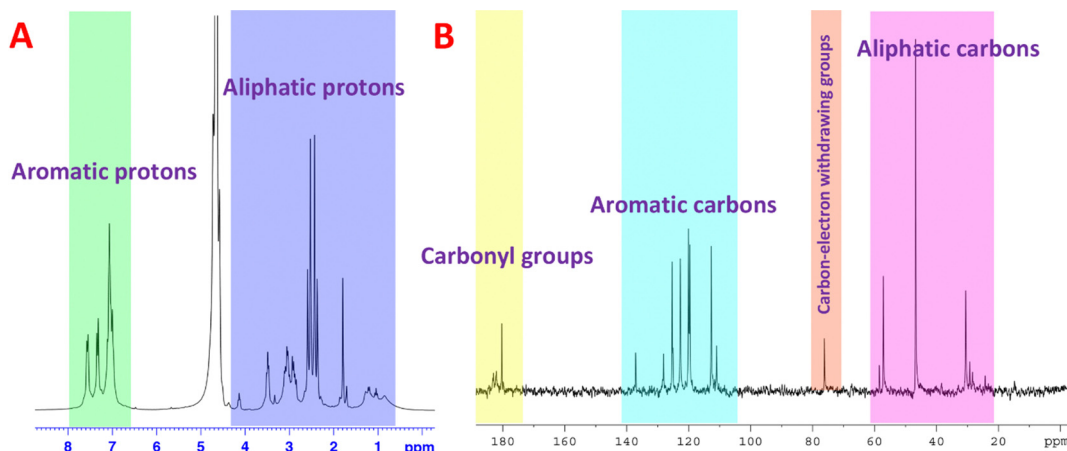 A
Aromatic protons
Aliphatic protons
8 7 6 5 4 3 2 1 ppm
B
Carbonyl groups
Aromatic carbons
Carbon-electron withdrawing groups
Aliphatic carbons
180 160 140 120 100 80 60 40 20 ppm